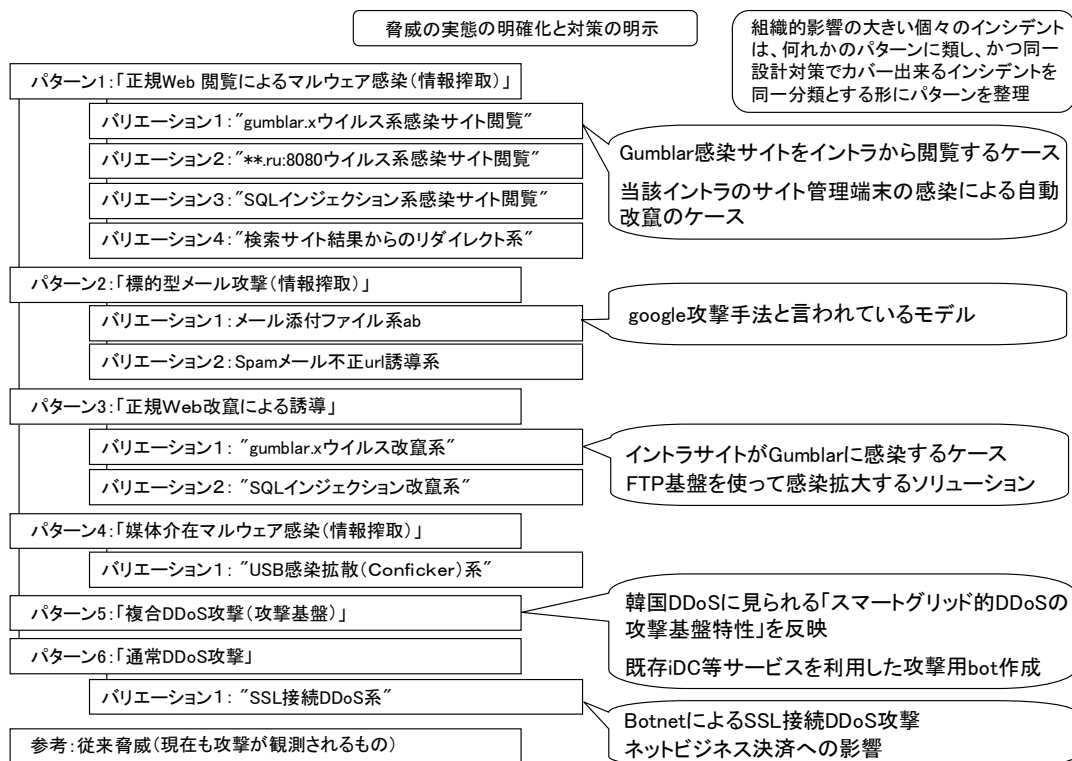 脅威の実態の明確化と対策の明示
組織的影響の大きい個々のインシデント
は、何れかのパターンに類し、かつ同一
設計対策でカバー出来るインシデントを
同一分類とする形にパターンを整理
パターン1:「正規Web 閲覧によるマルウェア感染(情報搾取)」
バリエーション1:"gumblar.xウイルス系感染サイト閲覧"
バリエーション2:"**.ru:8080ウイルス系感染サイト閲覧"
バリエーション3:"SQLインジェクション系感染サイト閲覧"
バリエーション4:"検索サイト結果からのリダイレクト系"
Gumblar感染サイトをイントラから閲覧するケース
当該イントラのサイト管理端末の感染による自動
改竄のケース
パターン2:「標的型メール攻撃(情報搾取)」
バリエーション1:メール添付ファイル系ab
バリエーション2:Spamメール不正url誘導系
google攻撃手法と言われているモデル
パターン3:「正規Web改竄による誘導」
バリエーション1: "gumblar.xウイルス改竄系"
バリエーション2: "SQLインジェクション改竄系"
イントラサイトがGumblarに感染するケース
FTP基盤を使って感染拡大するソリューション
パターン4:「媒体介在マルウェア感染(情報搾取)」
バリエーション1: "USB感染拡散(Conficker)系"
パターン5:「複合DDoS攻撃(攻撃基盤)」
韓国DDoSに見られる「スマートグリッド的DDoSの
攻撃基盤特性」を反映
既存iDC等サービスを利用した攻撃用bot作成
パターン6:「通常DDoS攻撃」
バリエーション1: "SSL接続DDoS系"
BotnetによるSSL接続DDoS攻撃
ネットビジネス決済への影響
参考:従来脅威(現在も攻撃が観測されるもの)